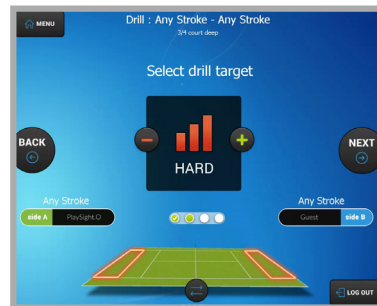 MENU
Drill : Any Stroke - Any Stroke
3/4 court deep
Select drill target
BACK
HARD
NEXT
Any Stroke
side A PlaySight.O
Any Stroke
Guest side B
LOG OUT